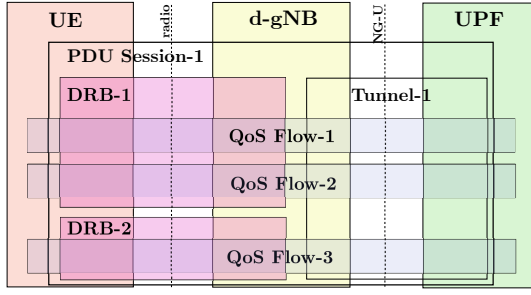 UE
radio
d-gNB
NG-U
UPF
PDU Session-1
DRB-1
Tunnel-1
QoS Flow-1
QoS Flow-2
DRB-2
QoS Flow-3